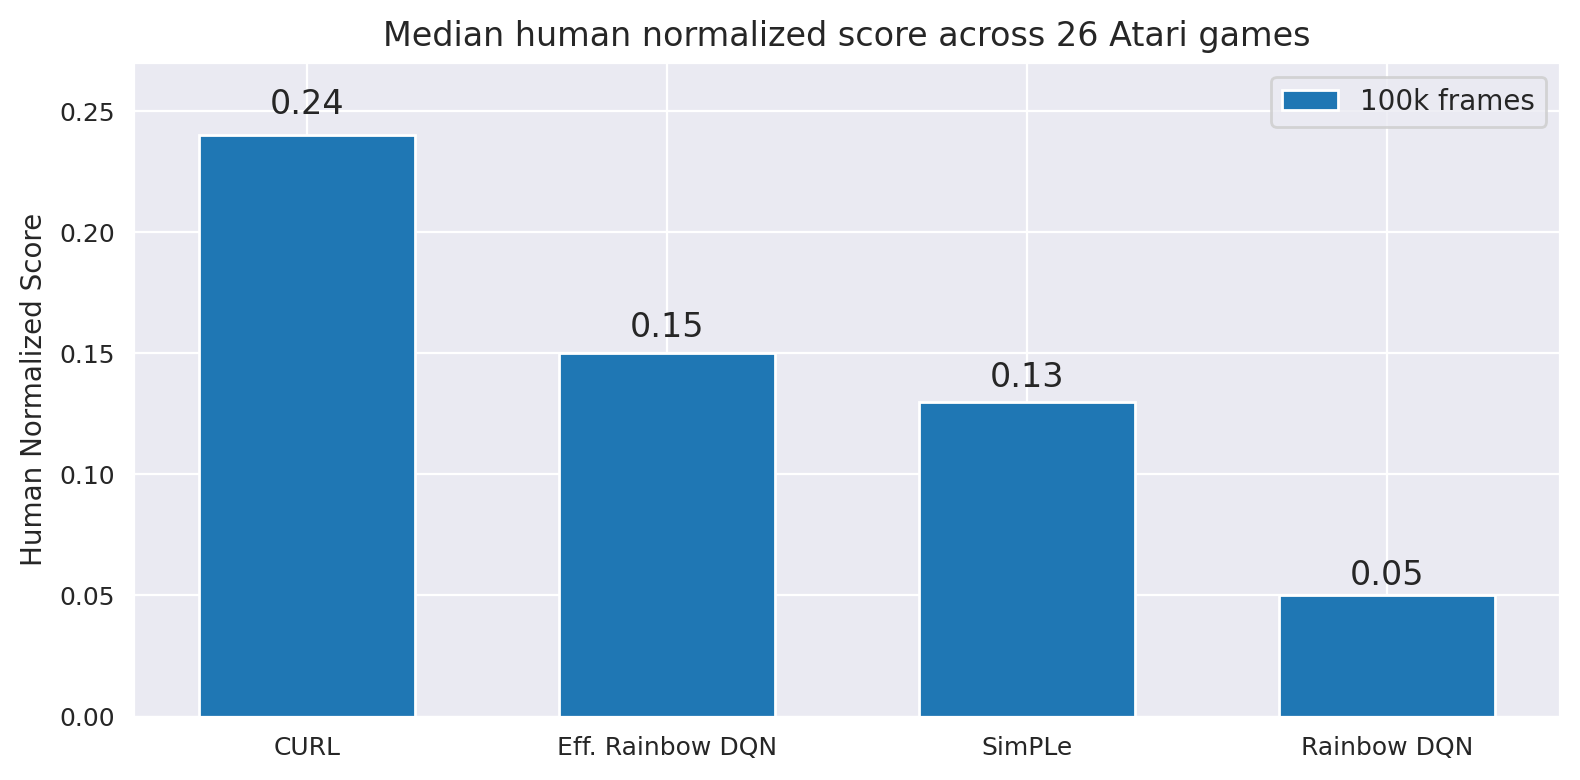 Median human normalized score across 26 Atari games
100k frames
Human Normalized Score
0.25
0.20
0.15
0.10
0.05
0.00
0.24
0.15
0.13
0.05
CURL
Eff. Rainbow DQN
SimPLe
Rainbow DQN